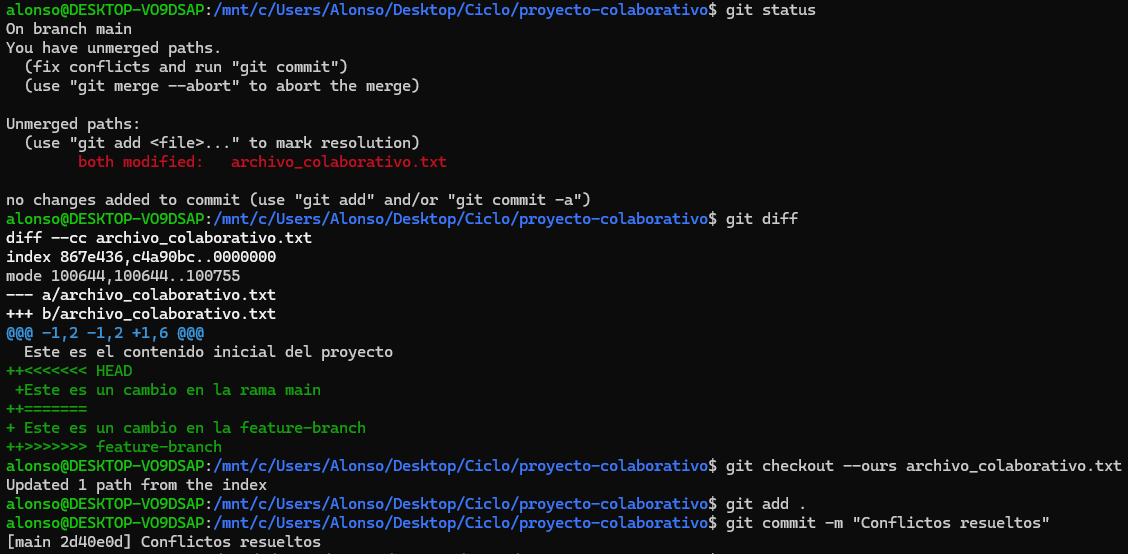 alonso@DESKTOP-VO9DSAP:/mnt/c/Users/Alonso/Desktop/Ciclo/proyecto-colaborativo$ git status
On branch main
You have unmerged paths.
  (fix conflicts and run "git commit")
  (use "git merge --abort" to abort the merge)

Unmerged paths:
  (use "git add <file>..." to mark resolution)
        both modified:   archivo_colaborativo.txt

no changes added to commit (use "git add" and/or "git commit -a")
alonso@DESKTOP-VO9DSAP:/mnt/c/Users/Alonso/Desktop/Ciclo/proyecto-colaborativo$ git diff
diff --cc archivo_colaborativo.txt
index 867e436,c4a90bc..0000000
mode 100644,100644..100755
--- a/archivo_colaborativo.txt
+++ b/archivo_colaborativo.txt
@@@ -1,2 -1,2 +1,6 @@@
  Este es el contenido inicial del proyecto
++<<<<<<< HEAD
 +Este es un cambio en la rama main
++=======
+ Este es un cambio en la feature-branch
++>>>>>>> feature-branch
alonso@DESKTOP-VO9DSAP:/mnt/c/Users/Alonso/Desktop/Ciclo/proyecto-colaborativo$ git checkout --ours archivo_colaborativo.txt
Updated 1 path from the index
alonso@DESKTOP-VO9DSAP:/mnt/c/Users/Alonso/Desktop/Ciclo/proyecto-colaborativo$ git add .
alonso@DESKTOP-VO9DSAP:/mnt/c/Users/Alonso/Desktop/Ciclo/proyecto-colaborativo$ git commit -m "Conflictos resueltos"
[main 2d40e0d] Conflictos resueltos